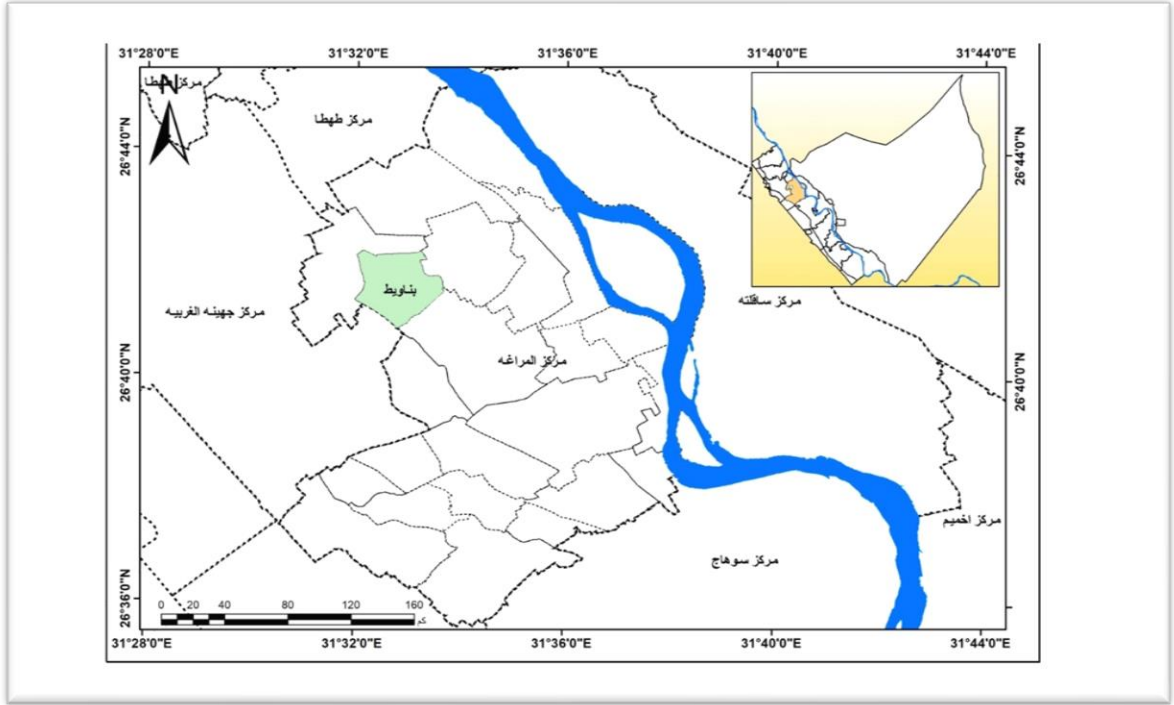 31°28'0"E 31°32'0"E 31°36'0"E 31°40'0"E 31°44'0"E
مركز طهطا
N
مركز طهطا
26°44'0"N
26°44'0"N
بناويط
مركز جهينه الغربيه
مركز ساقلته
مركز المراغه
26°40'0"N
26°40'0"N
مركز اخميم
مركز سوهاج
26°36'0"N
0 20 40 80 120 160
كم
31°28'0"E 31°32'0"E 31°36'0"E 31°40'0"E 31°44'0"E